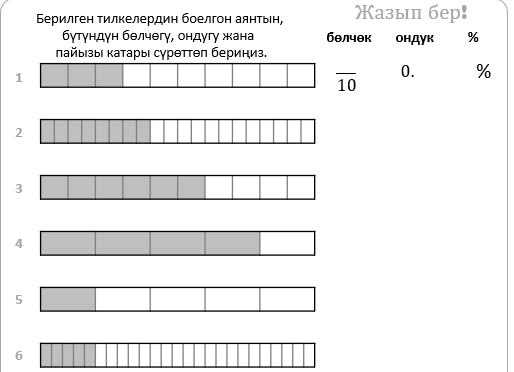 Жазып бер!
Берилген тилкелердин боелгон аянтын,
бүтүндүн бөлчөгү, ондугу жана
пайызы катары сүрөттөп бериңиз.
бөлчөк ондук %
1
10
0.
%
2
3
4
5
6